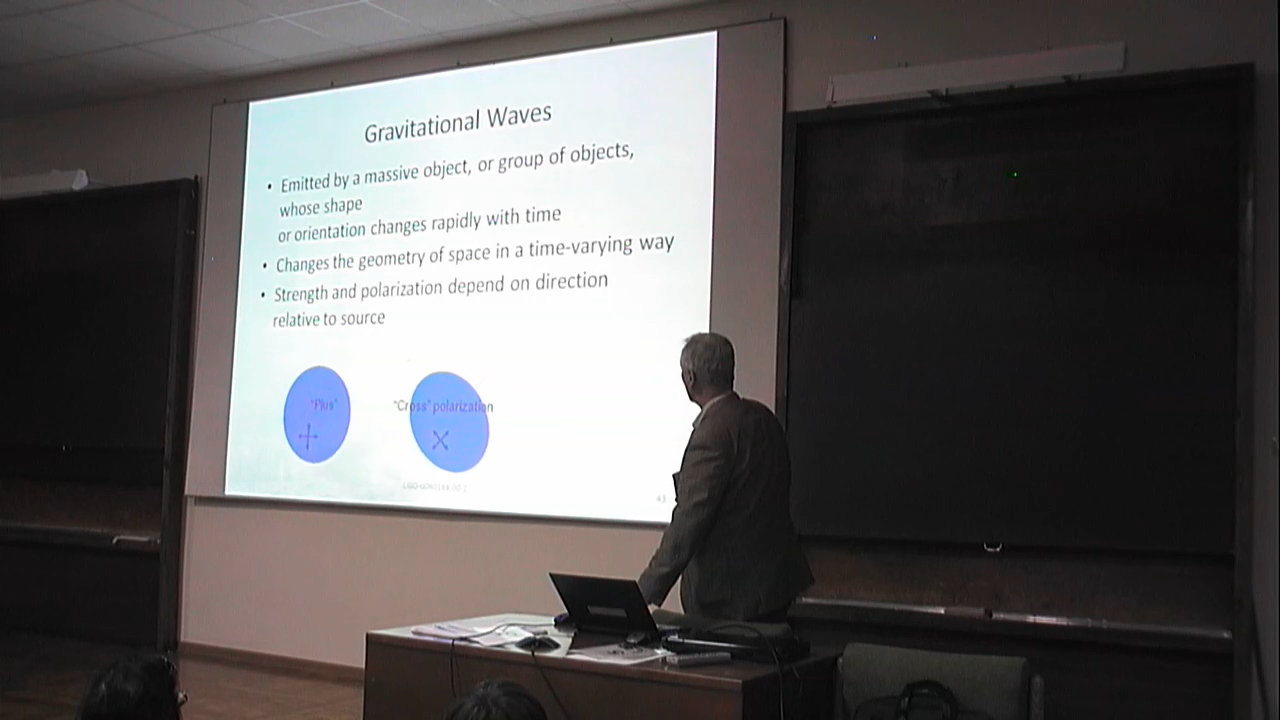 Gravitational Waves
• Emitted by a massive object, or group of objects,
whose shape
or orientation changes rapidly with time
• Changes the geometry of space in a time-varying way
• Strength and polarization depend on direction
relative to source
"Plus" "Cross" polarization
43